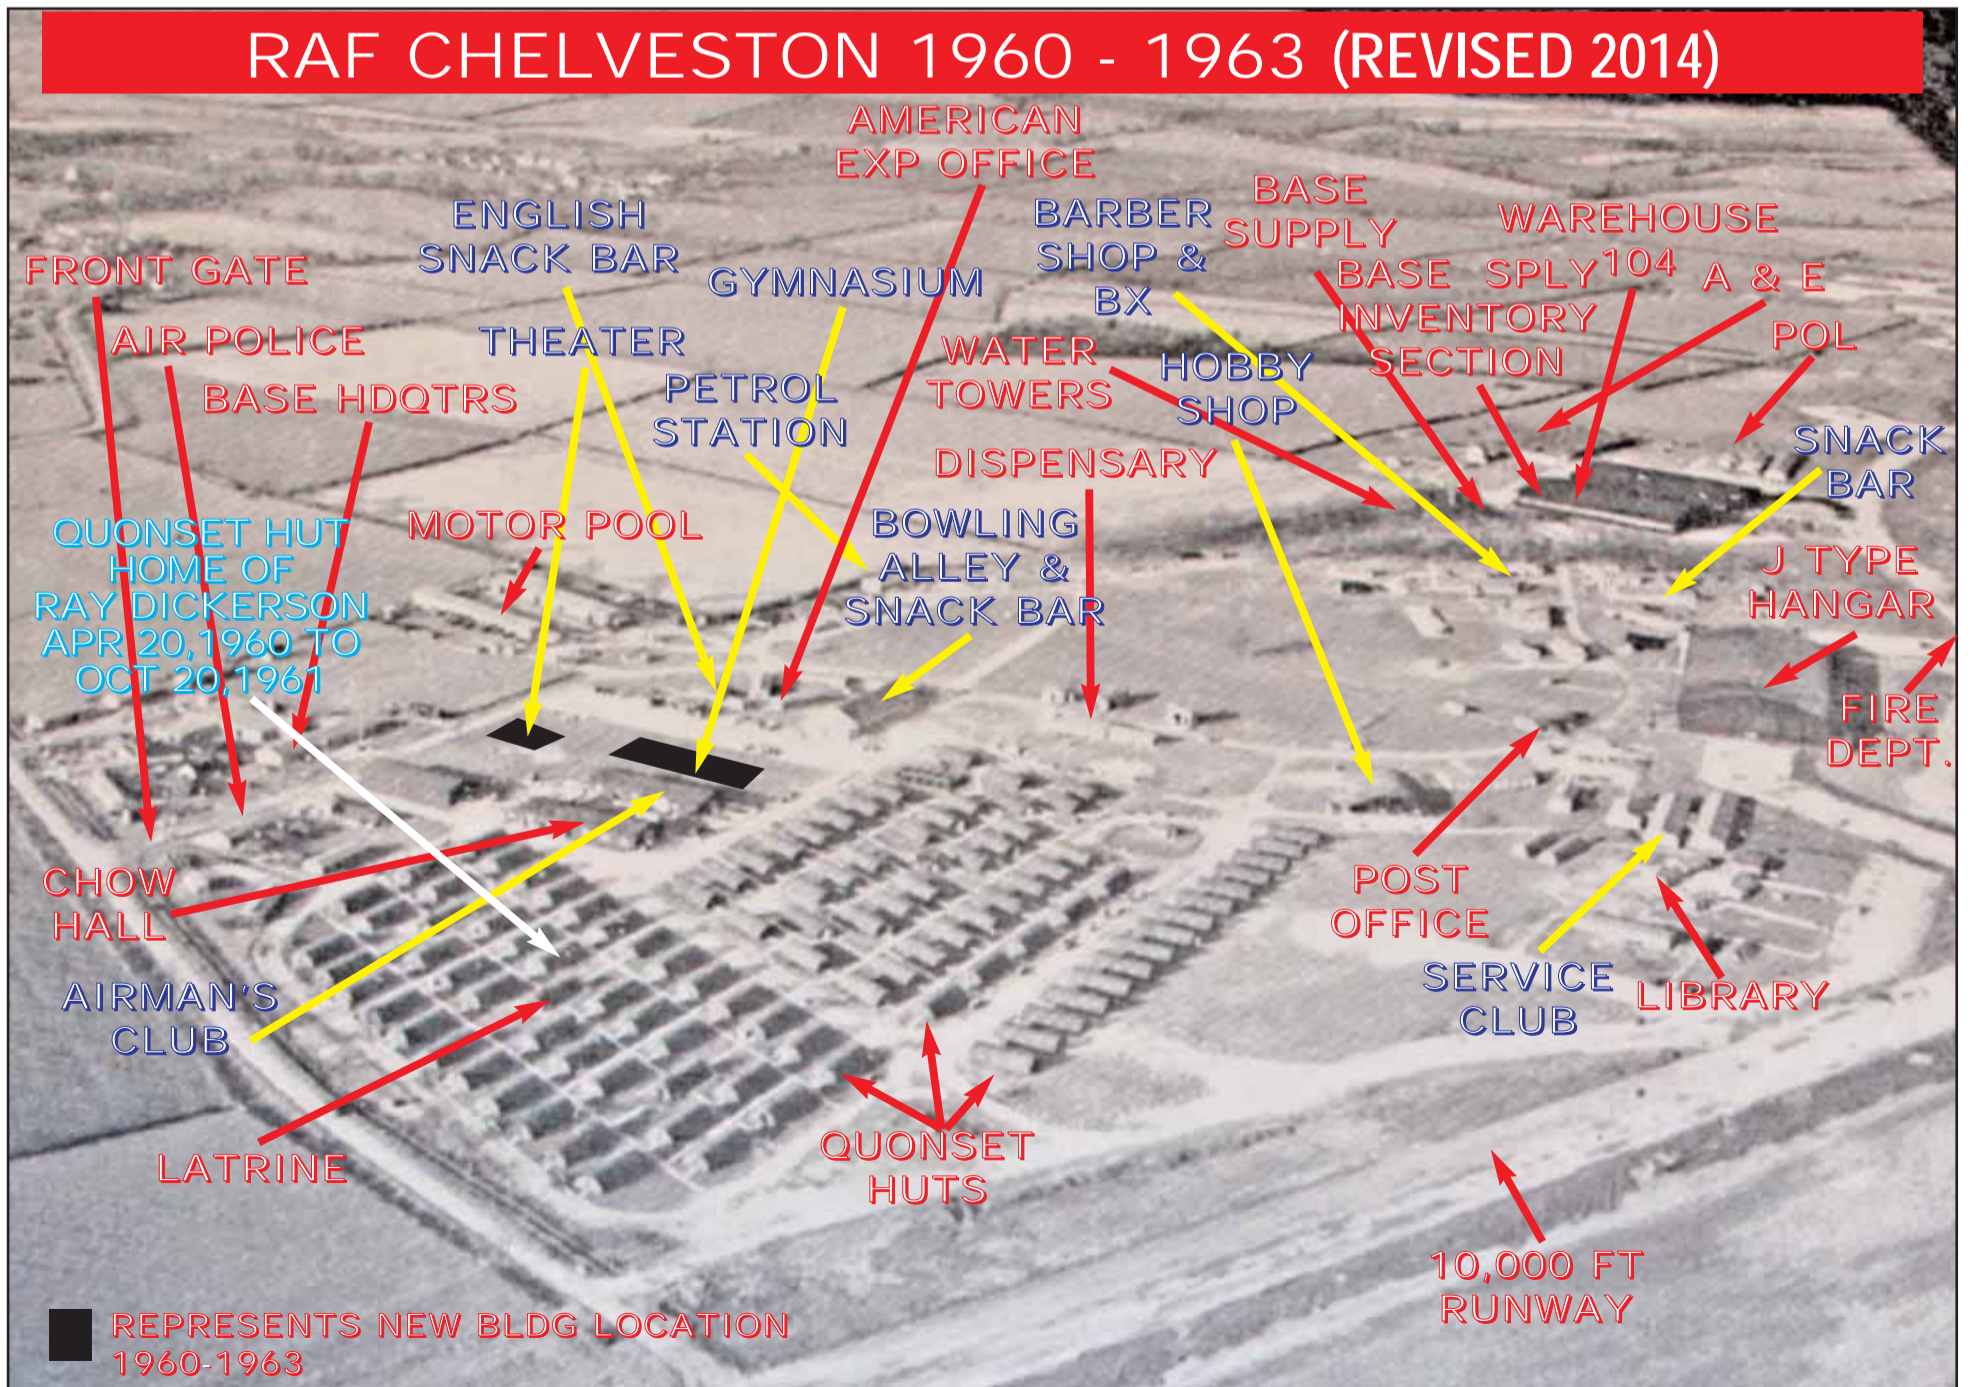 RAF CHELVESTON 1960 - 1963 (REVISED 2014)
AMERICAN
EXP OFFICE
ENGLISH
SNACK BAR
BARBER
SHOP &
BX
BASE
SUPPLY
WAREHOUSE
104
FRONT GATE
GYMNASIUM
BASE SPLY
INVENTORY
SECTION
A & E
POL
AIR POLICE
THEATER
WATER
TOWERS
HOBBY
SHOP
BASE HDQTRS
PETROL
STATION
SNACK
BAR
DISPENSARY
QUONSET HUT
HOME OF
RAY DICKERSON
APR 20,1960 TO
OCT 20,1961
MOTOR POOL
BOWLING
ALLEY &
SNACK BAR
J TYPE
HANGAR
FIRE
DEPT.
CHOW
HALL
POST
OFFICE
AIRMAN'S
CLUB
SERVICE
CLUB
LIBRARY
LATRINE
QUONSET
HUTS
10,000 FT
RUNWAY
REPRESENTS NEW BLDG LOCATION
1960-1963